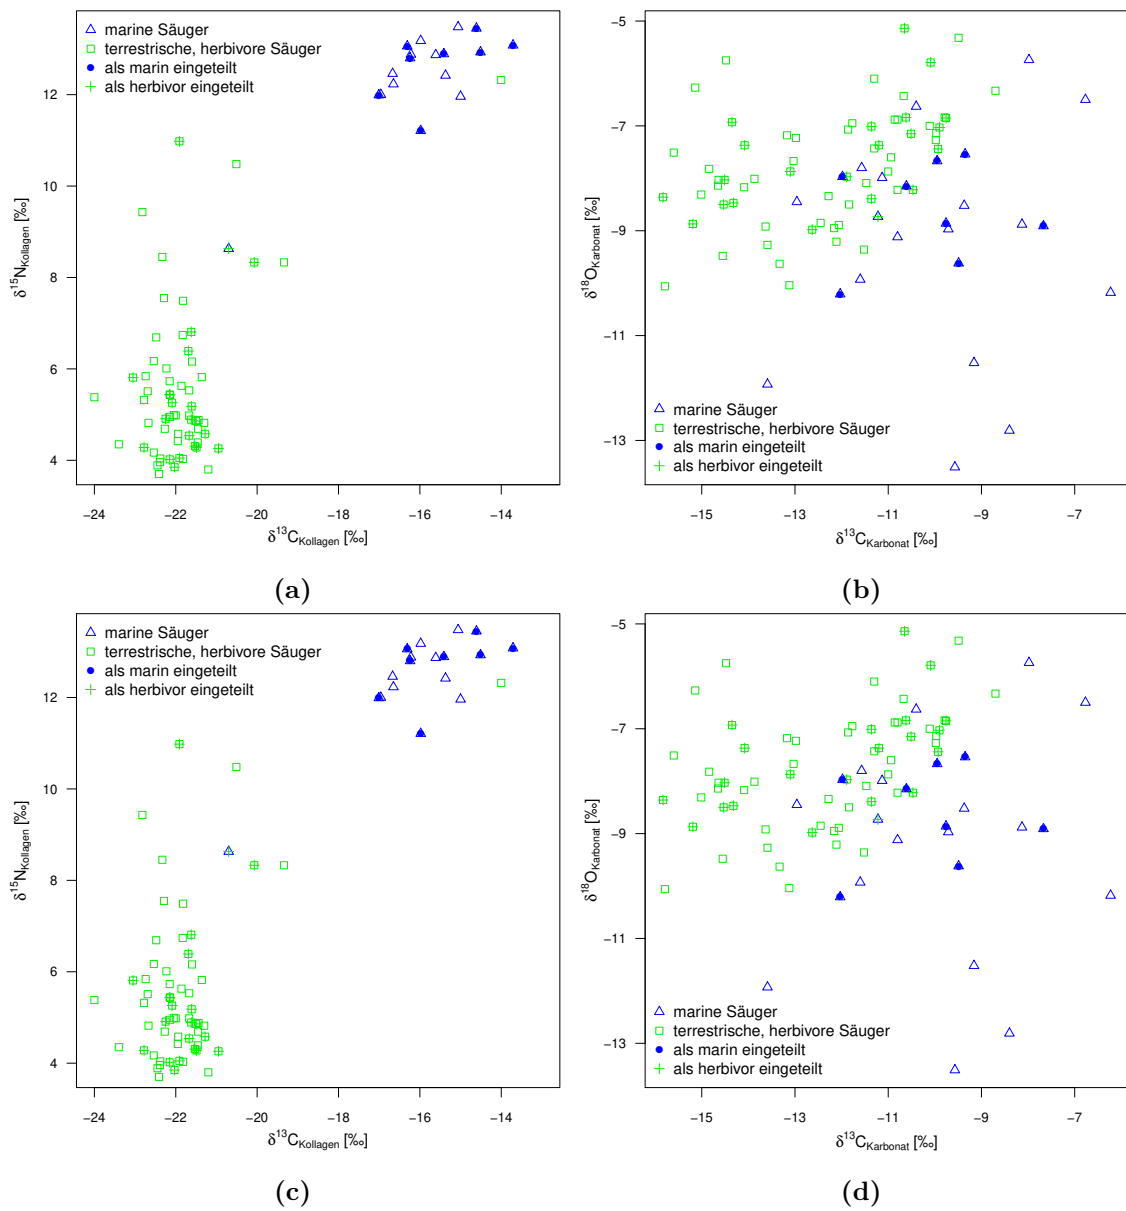 marine Säuger
terrestrische, herbivore Säuger
als marin eingeteilt
als herbivor eingeteilt
12
10
8
6
4
δ15NKollagen [‰]
−24 −22 −20 −18 −16 −14
δ13CKollagen [‰]
(a)
−5
−7
−9
−11
−13
δ18OKarbonat [‰]
marine Säuger
terrestrische, herbivore Säuger
als marin eingeteilt
als herbivor eingeteilt
−15 −13 −11 −9 −7
δ13CKarbonat [‰]
(b)
marine Säuger
terrestrische, herbivore Säuger
als marin eingeteilt
als herbivor eingeteilt
12
10
8
6
4
δ15NKollagen [‰]
−24 −22 −20 −18 −16 −14
δ13CKollagen [‰]
(c)
−5
−7
−9
−11
−13
δ18OKarbonat [‰]
marine Säuger
terrestrische, herbivore Säuger
als marin eingeteilt
als herbivor eingeteilt
−15 −13 −11 −9 −7
δ13CKarbonat [‰]
(d)